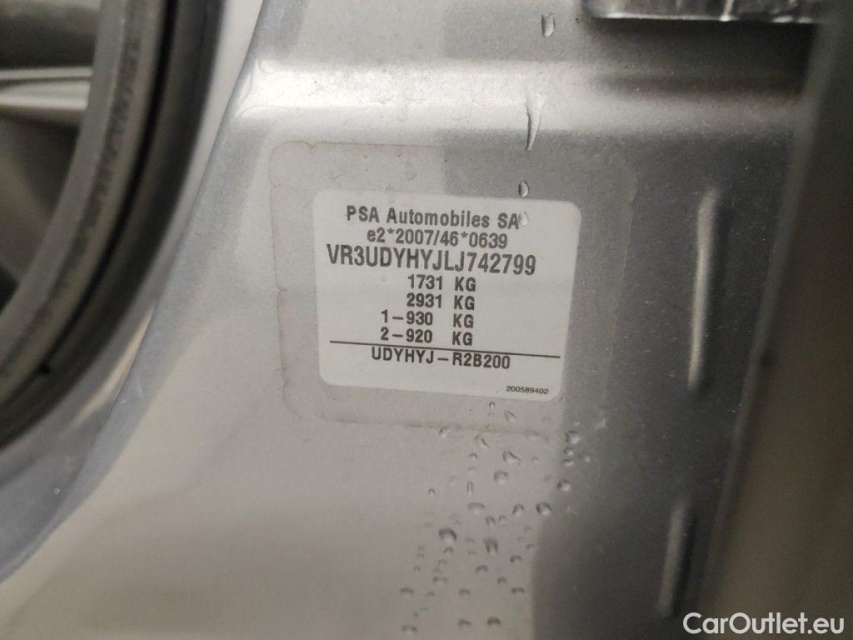 PSA Automobiles SA
e2*2007/46*0639
VR3UDYHYJLJ742799
1731 KG
2931 KG
1-930 KG
2-920 KG
UDYHYJ-R2B200
200589402
CarOutlet.eu